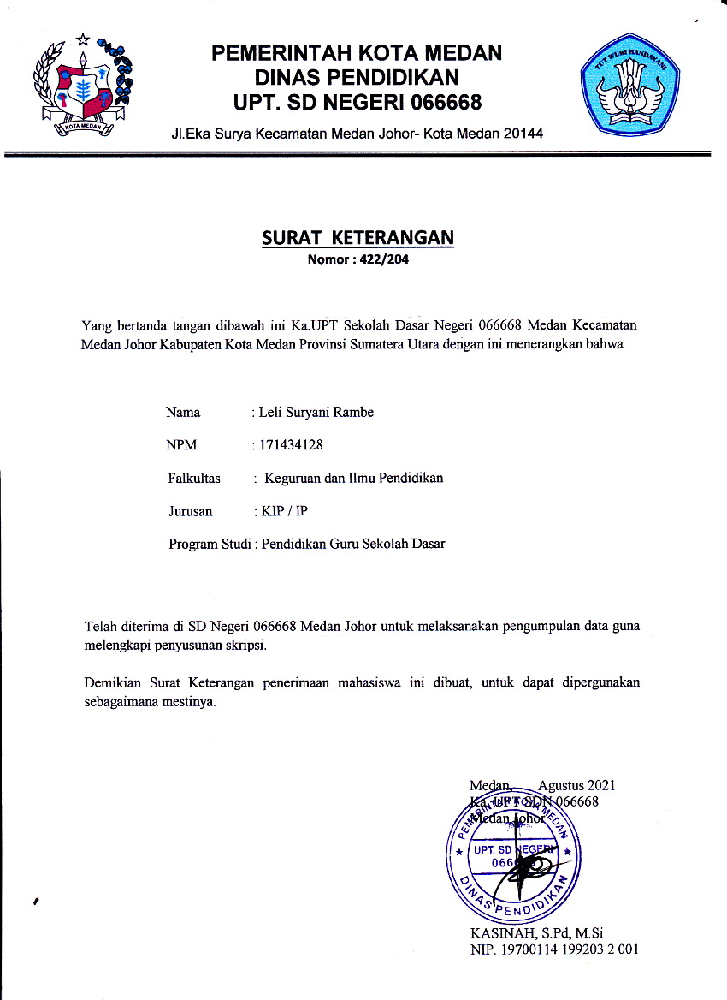 PEMERINTAH KOTA MEDAN
DINAS PENDIDIKAN
UPT. SD NEGERI 066668
Jl.Eka Surya Kecamatan Medan Johor- Kota Medan 20144
KOTA MEDAN
TUT WURI HANDAYANI
SURAT KETERANGAN
Nomor : 422/204
Yang bertanda tangan dibawah ini Ka.UPT Sekolah Dasar Negeri 066668 Medan Kecamatan
Medan Johor Kabupaten Kota Medan Provinsi Sumatera Utara dengan ini menerangkan bahwa :
Nama : Leli Suryani Rambe
NPM : 171434128
Falkultas : Keguruan dan Ilmu Pendidikan
Jurusan : KIP / IP
Program Studi : Pendidikan Guru Sekolah Dasar
Telah diterima di SD Negeri 066668 Medan Johor untuk melaksanakan pengumpulan data guna
melengkapi penyusunan skripsi.
Demikian Surat Keterangan penerimaan mahasiswa ini dibuat, untuk dapat dipergunakan
sebagaimana mestinya.
Medan, Agustus 2021
Ka. UPT SDN 066668
Medan Johor
PEMERINTAH KOTA MEDAN
UPT. SD NEGERI
066668
DINAS PENDIDIKAN
KASINAH, S.Pd, M.Si
NIP. 19700114 199203 2 001